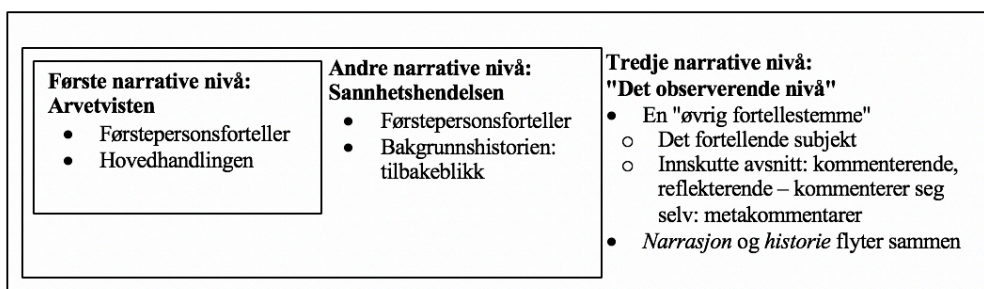 Første narrative nivå:
Arvetvisten
• Førstepersonsforteller
• Hovedhandlingen
Andre narrative nivå:
Sannhetshendelsen
• Førstepersonsforteller
• Bakgrunnshistorien:
tilbakeblikk
Tredje narrative nivå:
"Det observerende nivå"
• En "øvrig fortellestemme"
o Det fortellende subjekt
o Innskutte avsnitt: kommenterende,
reflekterende – kommenterer seg
selv: metakommentarer
• Narrasjon og historie flyter sammen